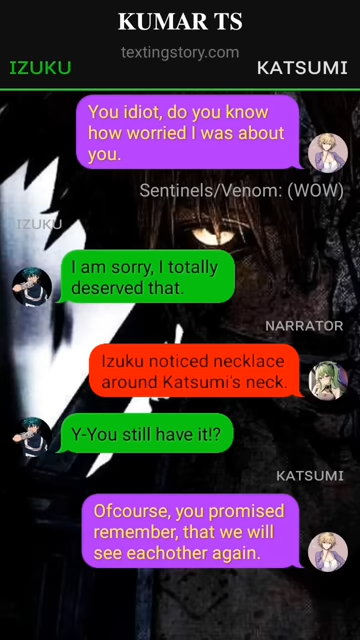 KUMAR TS
textingstory.com
IZUKU
KATSUMI
You idiot, do you know
how worried I was about
you.
Sentinels/Venom: (WOW)
IZUKU
I am sorry, I totally
deserved that.
NARRATOR
Izuku noticed necklace
around Katsumi's neck.
Y-You still have it!?
KATSUMI
Ofcourse, you promised
remember, that we will
see eachother again.